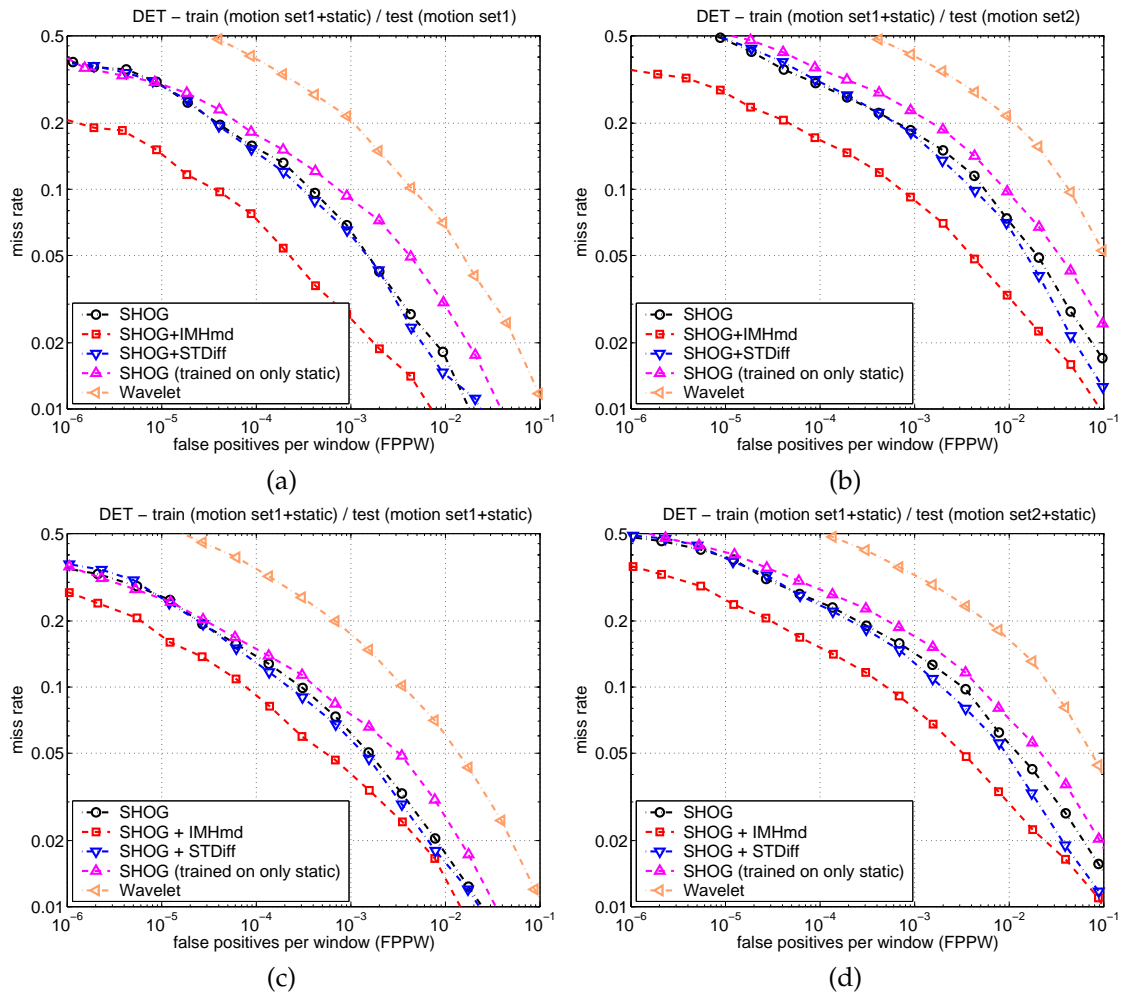 DET − train (motion set1+static) / test (motion set1)
0.5
0.2
0.1
0.05
0.02
0.01
miss rate
SHOG
SHOG+IMHmd
SHOG+STDiff
SHOG (trained on only static)
Wavelet
10^−6 10^−5 10^−4 10^−3 10^−2 10^−1
false positives per window (FPPW)
(a)
DET − train (motion set1+static) / test (motion set2)
0.5
0.2
0.1
0.05
0.02
0.01
miss rate
SHOG
SHOG+IMHmd
SHOG+STDiff
SHOG (trained on only static)
Wavelet
10^−6 10^−5 10^−4 10^−3 10^−2 10^−1
false positives per window (FPPW)
(b)
DET − train (motion set1+static) / test (motion set1+static)
0.5
0.2
0.1
0.05
0.02
0.01
miss rate
SHOG
SHOG + IMHmd
SHOG + STDiff
SHOG (trained on only static)
Wavelet
10^−6 10^−5 10^−4 10^−3 10^−2 10^−1
false positives per window (FPPW)
(c)
DET − train (motion set1+static) / test (motion set2+static)
0.5
0.2
0.1
0.05
0.02
0.01
miss rate
SHOG
SHOG + IMHmd
SHOG + STDiff
SHOG (trained on only static)
Wavelet
10^−6 10^−5 10^−4 10^−3 10^−2 10^−1
false positives per window (FPPW)
(d)